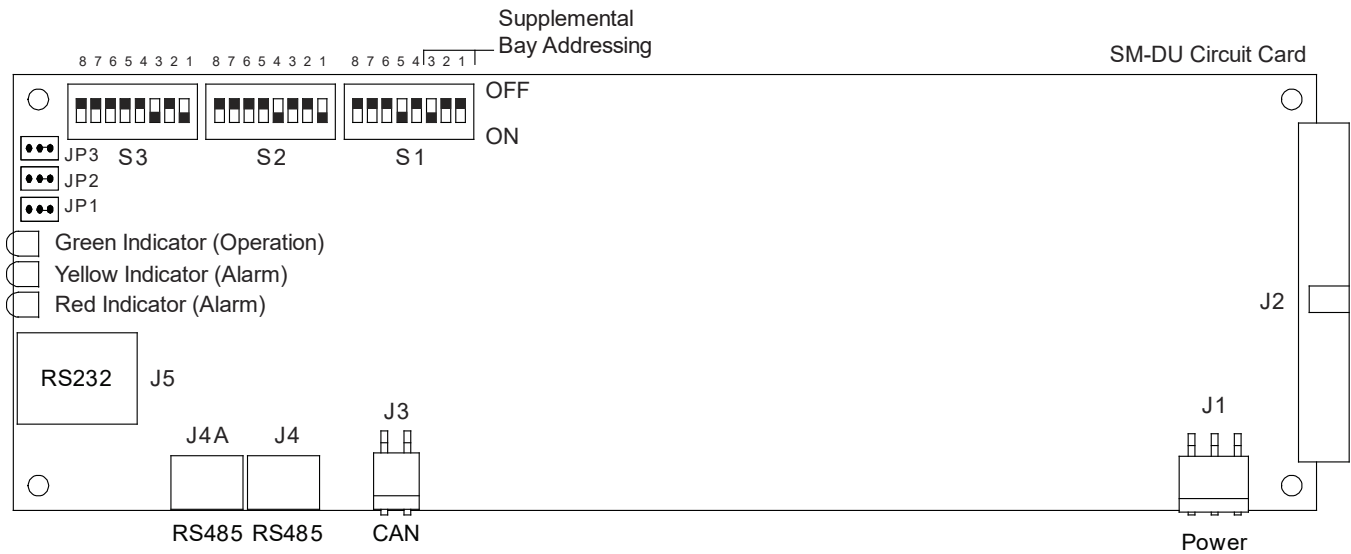 Supplemental
Bay Addressing
SM-DU Circuit Card
8 7 6 5 4 3 2 1
8 7 6 5 4 3 2 1
8 7 6 5 4 3 2 1
OFF
ON
S3
S2
S1
JP3
JP2
JP1
Green Indicator (Operation)
Yellow Indicator (Alarm)
Red Indicator (Alarm)
J2
RS232
J5
J4A
J4
J3
J1
RS485
RS485
CAN
Power